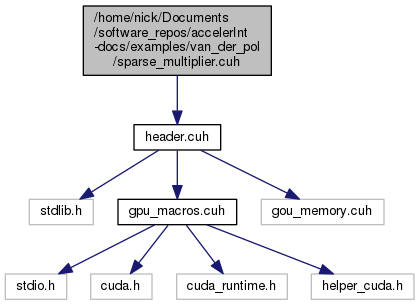 /home/nick/Documents
/software_repos/accelerInt
-docs/examples/van_der_pol
/sparse_multiplier.cuh
header.cuh
stdlib.h
gpu_macros.cuh
gou_memory.cuh
stdio.h
cuda.h
cuda_runtime.h
helper_cuda.h